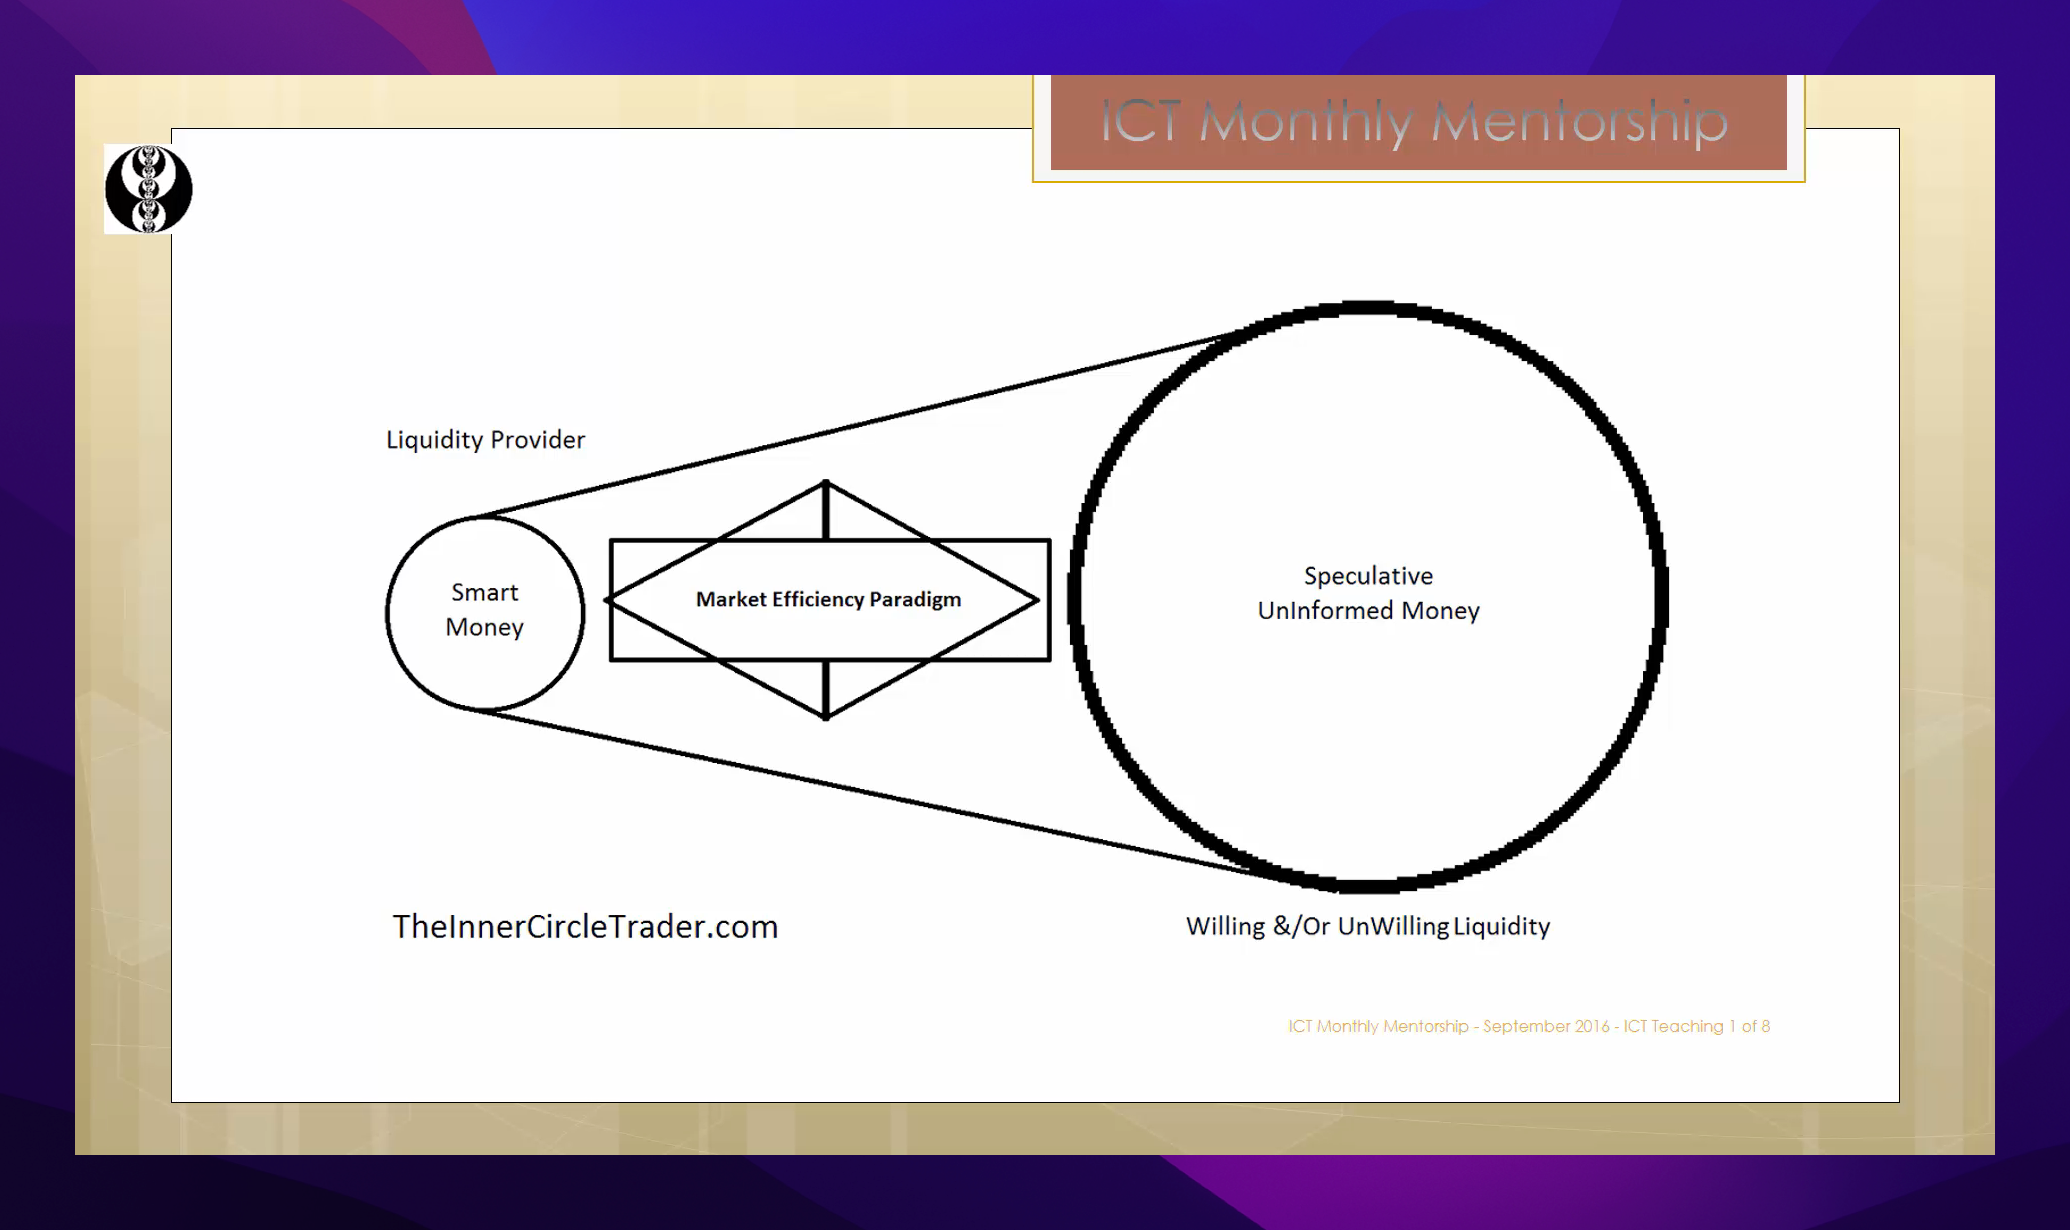 ICT Monthly Mentorship
Liquidity Provider
Smart
Money
Market Efficiency Paradigm
Speculative
UnInformed Money
TheInnerCircleTrader.com
Willing &/Or UnWilling Liquidity
ICT Monthly Mentorship - September 2016 - ICT Teaching 1 of 8